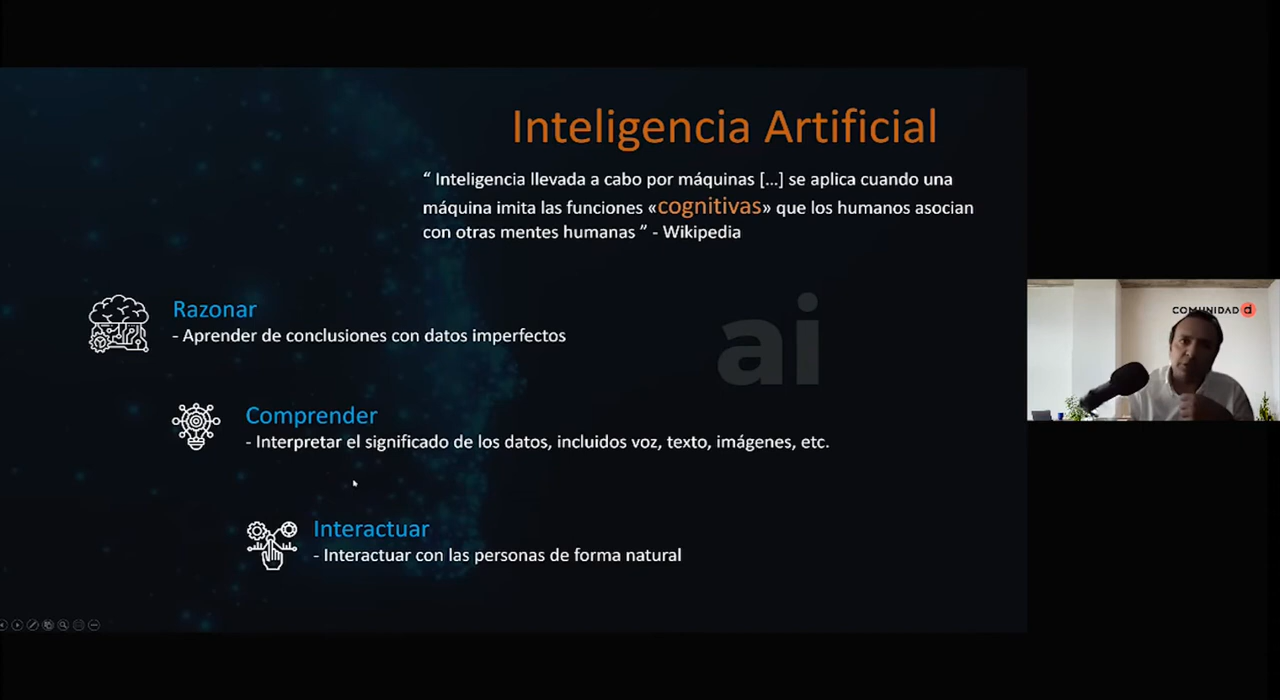 Inteligencia Artificial
“ Inteligencia llevada a cabo por máquinas [...] se aplica cuando una
máquina imita las funciones «cognitivas» que los humanos asocian
con otras mentes humanas ” - Wikipedia
ai
Razonar
- Aprender de conclusiones con datos imperfectos
Comprender
- Interpretar el significado de los datos, incluidos voz, texto, imágenes, etc.
Interactuar
- Interactuar con las personas de forma natural
COMUNIDAD d